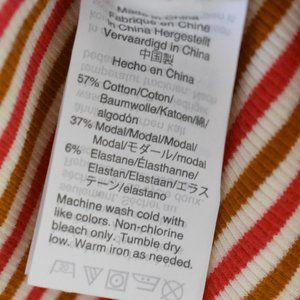 Made in China
Fabriqué en Chine
In China Hergestellt
Vervaardigd in China
中国製
Hecho en China
57% Cotton/Coton/
Baumwolle/Katoen/綿/
algodón
37% Modal/Modal/Modal/
Modal/モダール/modal
6% Elastane/Élasthanne/
Elastan/Elastaan/エラス
テーン/elastano
Machine wash cold with
like colors. Non-chlorine
bleach only. Tumble dry
low. Warm iron as needed.